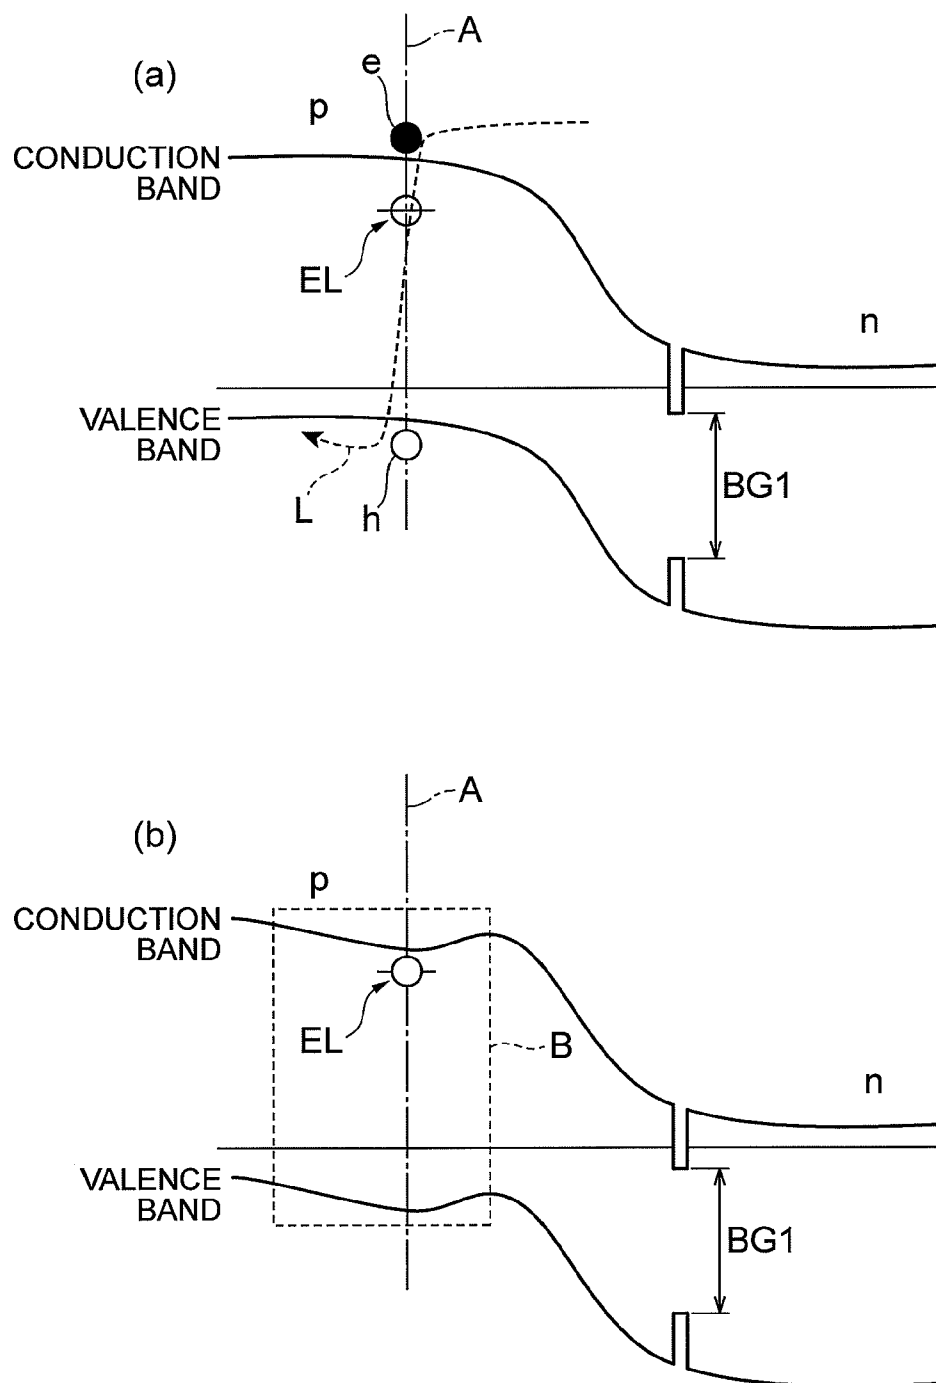 (a)
A
e
p
CONDUCTION
BAND
EL
n
VALENCE
BAND
BG1
L
h
(b)
A
p
CONDUCTION
BAND
EL
B
n
VALENCE
BAND
BG1